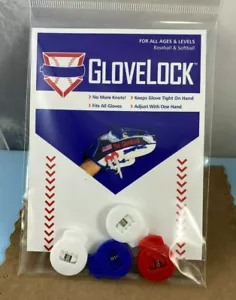 FOR ALL AGES & LEVELS
Baseball & Softball
GLOVELOCK™
• No More Knots! • Keeps Glove Tight On Hand
• Fits All Gloves • Adjust With One Hand